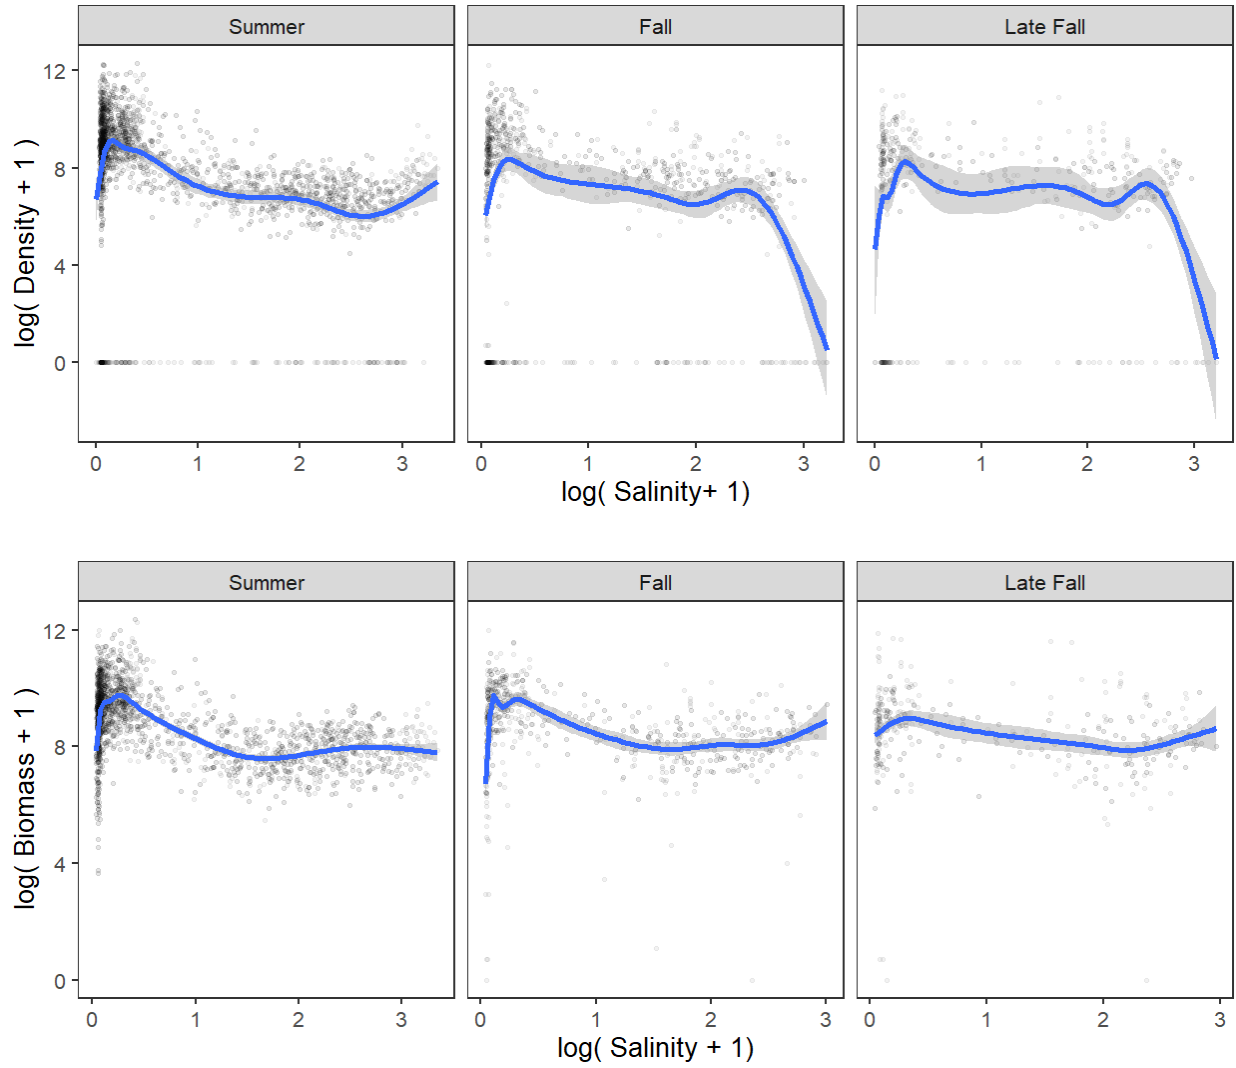 Summer Fall Late Fall
12
8
4
0
log( Density + 1 )
0 1 2 3 0 1 2 3 0 1 2 3
log( Salinity+ 1)
Summer Fall Late Fall
12
8
4
0
log( Biomass + 1 )
0 1 2 3 0 1 2 3 0 1 2 3
log( Salinity + 1)